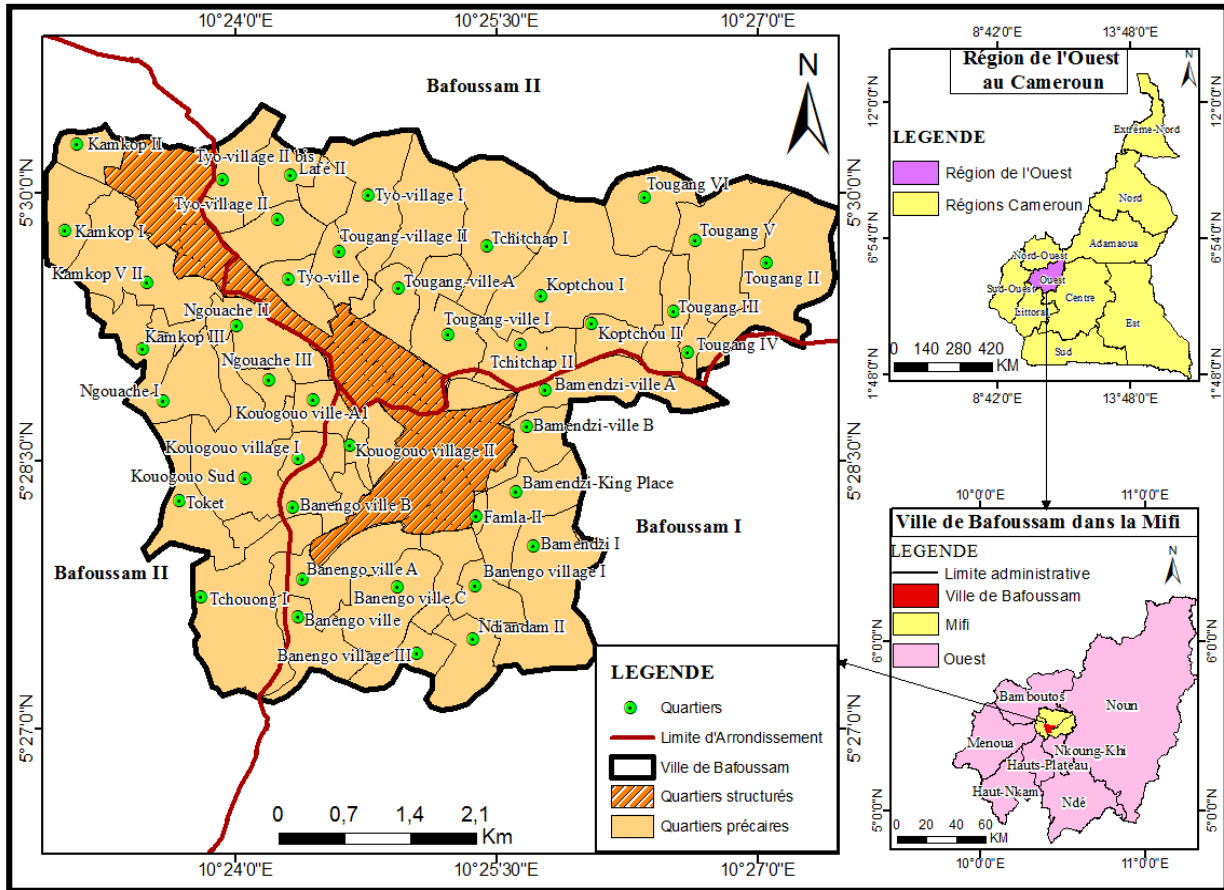 10°24'0"E
10°25'30"E
10°27'0"E
Bafoussam II
N
Kamkop II
Tyo-village II bis
Lafé II
Tyo-village I
Tougang VI
5°30'0"N
5°30'0"N
Tyo-village II
Kamkop I
Tougang-village II
Tchitchap I
Tougang V
Tougang II
Kamkop V II
Tyo-ville
Tougang-ville A
Koptchou I
Ngouache II
Tougang III
Kamkop III
Tougang-ville I
Koptchou II
Ngouache III
Tchitchap II
Tougang IV
Ngouache I
Bamendzi-ville A
Kouogouo ville-A1
Bamendzi-ville B
Kouogouo village I
Kouogouo village II
5°28'30"N
5°28'30"N
Kouogouo Sud
Bamendzi-King Place
Toket
Banengo ville B
Famla II
Bafoussam I
Bamendzi I
Bafoussam II
Banengo ville A
Banengo village I
Tchouong I
Banengo ville C
Banengo ville
Ndiandam II
Banengo village III
5°27'0"N
5°27'0"N
LEGENDE
Quartiers
Limite d'Arrondissement
Ville de Bafoussam
Quartiers structurés
Quartiers précaires
0 0,7 1,4 2,1
Km
10°24'0"E
10°25'30"E
10°27'0"E
8°42'0"E
13°48'0"E
Région de l'Ouest
au Cameroun
N
12°0'0"N
12°0'0"N
LEGENDE
Région de l'Ouest
Régions Cameroun
Extrême-Nord
Nord
6°54'0"N
6°54'0"N
Adamaoua
Nord-Ouest
Ouest
Sud-Ouest
Centre
Littoral
Est
Sud
0 140 280 420
KM
1°48'0"N
1°48'0"N
8°42'0"E
13°48'0"E
10°0'0"E
11°0'0"E
Ville de Bafoussam dans la Mifi
LEGENDE
N
Limite administrative
Ville de Bafoussam
Mifi
Ouest
6°0'0"N
6°0'0"N
Bamboutos
Noun
Menoua
Nkoung-Khi
Hauts-Plateau
Haut-Nkam
Ndé
5°0'0"N
5°0'0"N
0 20 40 60
KM
10°0'0"E
11°0'0"E